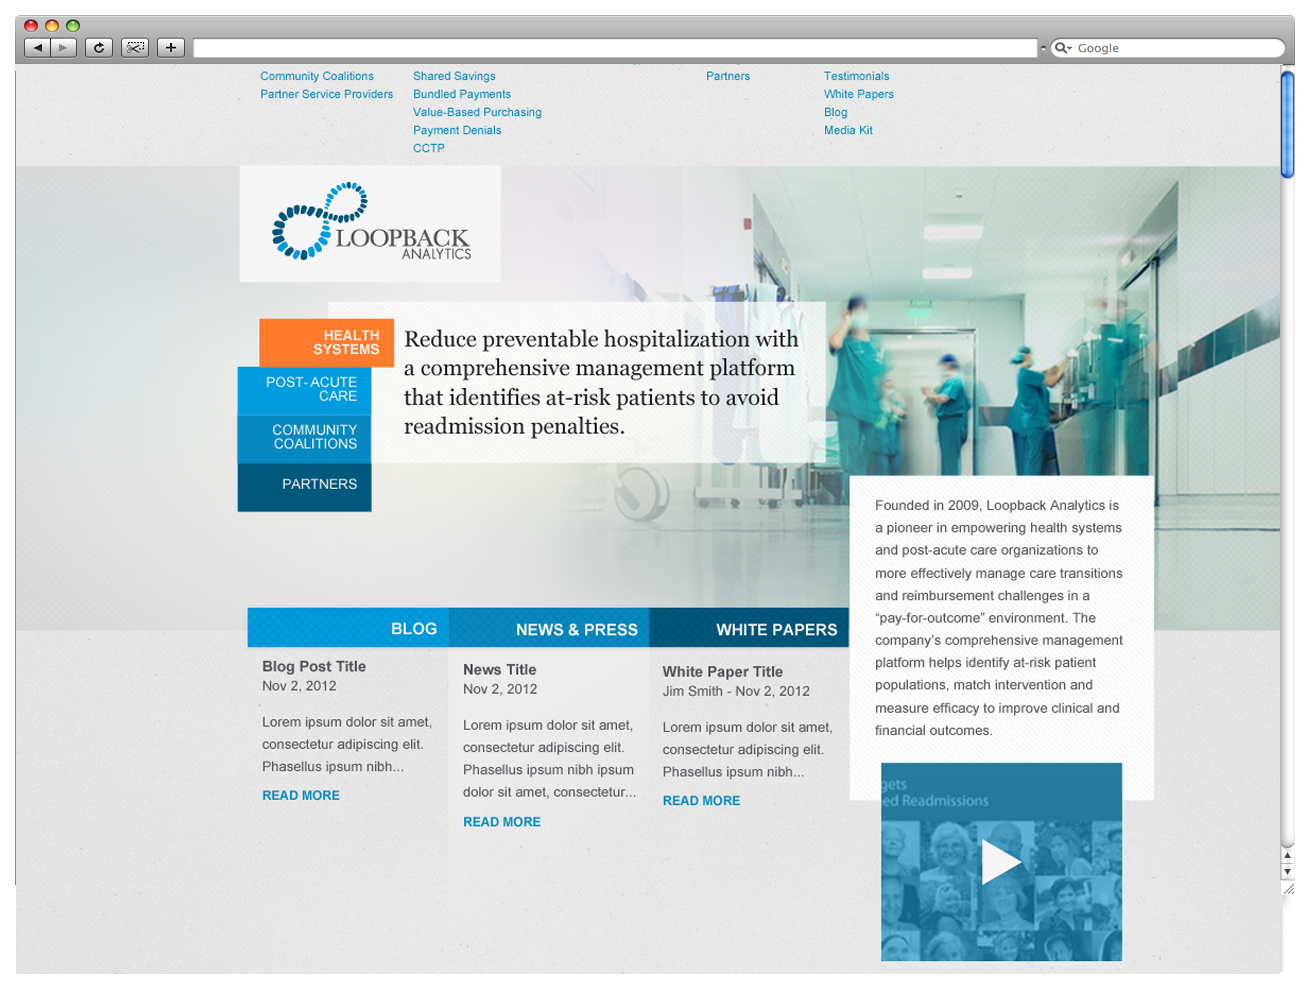 Google
Community Coalitions
Partner Service Providers
Shared Savings
Bundled Payments
Value-Based Purchasing
Payment Denials
CCTP
Partners
Testimonials
White Papers
Blog
Media Kit
LOOPBACK
ANALYTICS
HEALTH
SYSTEMS
POST-ACUTE
CARE
COMMUNITY
COALITIONS
PARTNERS
Reduce preventable hospitalization with
a comprehensive management platform
that identifies at-risk patients to avoid
readmission penalties.
Founded in 2009, Loopback Analytics is
a pioneer in empowering health systems
and post-acute care organizations to
more effectively manage care transitions
and reimbursement challenges in a
“pay-for-outcome” environment. The
company’s comprehensive management
platform helps identify at-risk patient
populations, match intervention and
measure efficacy to improve clinical and
financial outcomes.
BLOG
Blog Post Title
Nov 2, 2012
Lorem ipsum dolor sit amet,
consectetur adipiscing elit.
Phasellus ipsum nibh...
READ MORE
NEWS & PRESS
News Title
Nov 2, 2012
Lorem ipsum dolor sit amet,
consectetur adipiscing elit.
Phasellus ipsum nibh ipsum
dolor sit amet, consectetur...
READ MORE
WHITE PAPERS
White Paper Title
Jim Smith - Nov 2, 2012
Lorem ipsum dolor sit amet,
consectetur adipiscing elit.
Phasellus ipsum nibh...
READ MORE
gets
ed Readmissions